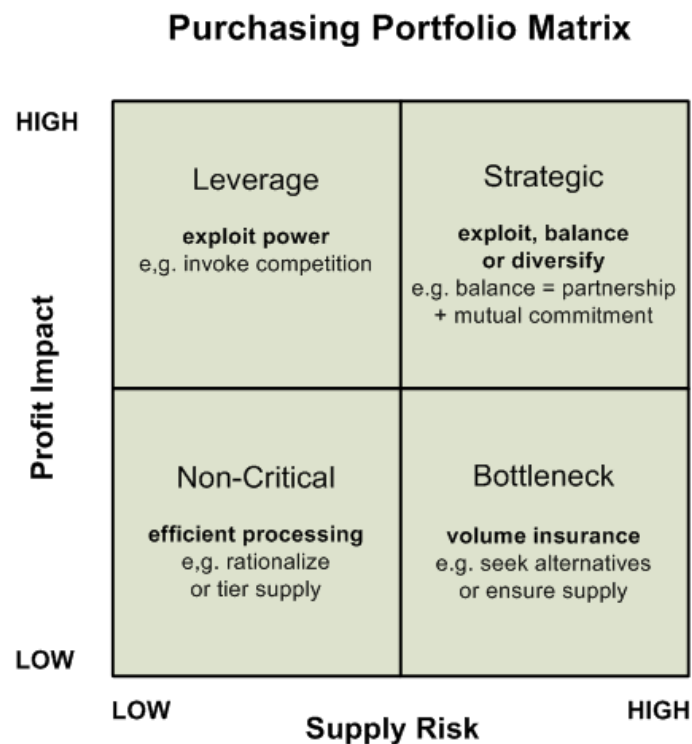 Purchasing Portfolio Matrix
HIGH
Leverage
exploit power
e,g. invoke competition
Strategic
exploit, balance
or diversify
e.g. balance = partnership
+ mutual commitment
Profit Impact
Non-Critical
efficient processing
e,g. rationalize
or tier supply
Bottleneck
volume insurance
e.g. seek alternatives
or ensure supply
LOW
LOW
Supply Risk
HIGH